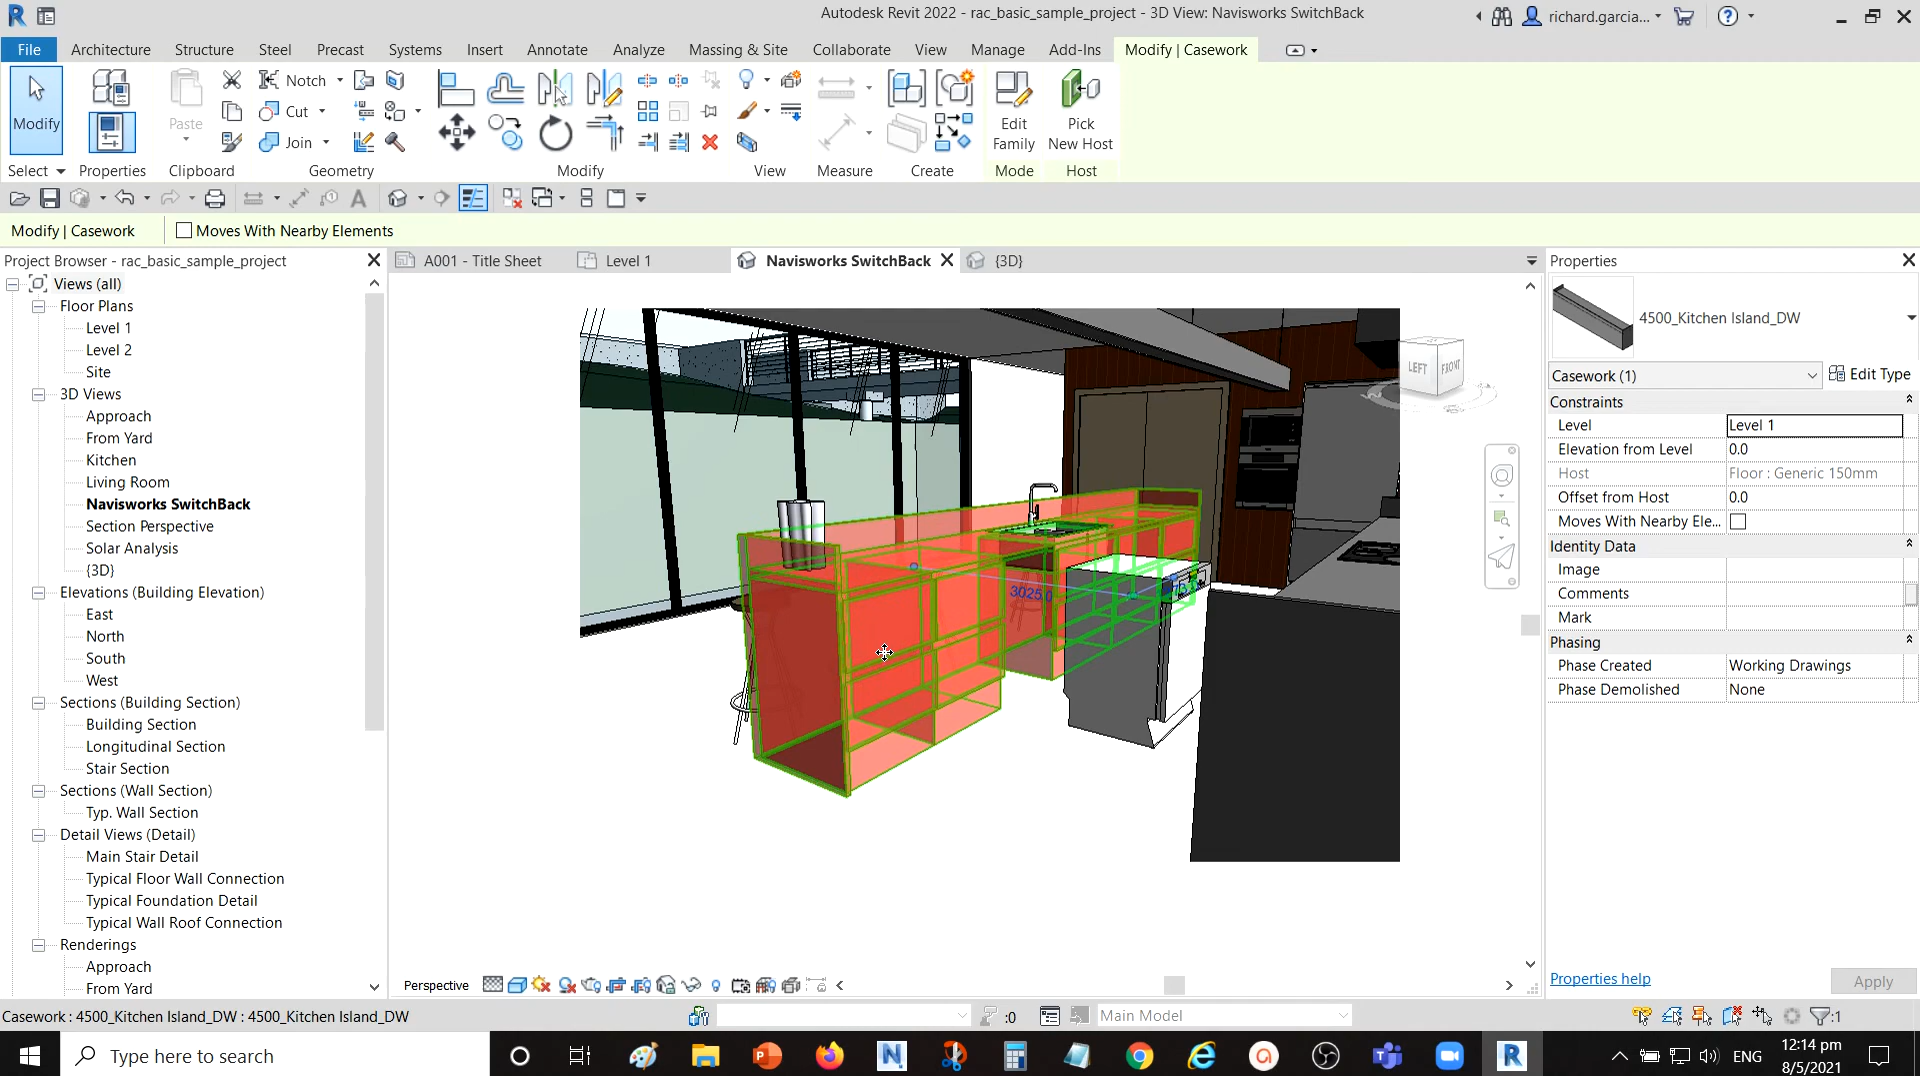 Autodesk Revit 2022 - rac_basic_sample_project - 3D View: Navisworks SwitchBack
richard.garcia...
File Architecture Structure Steel Precast Systems Insert Annotate Analyze Massing & Site Collaborate View Manage Add-Ins Modify | Casework
Modify
Paste
Notch
Cut
Join
Edit Family
Pick New Host
Select Properties Clipboard Geometry Modify View Measure Create Mode Host
Modify | Casework
Moves With Nearby Elements
Project Browser - rac_basic_sample_project
Views (all)
Floor Plans
Level 1
Level 2
Site
3D Views
Approach
From Yard
Kitchen
Living Room
Navisworks SwitchBack
Section Perspective
Solar Analysis
{3D}
Elevations (Building Elevation)
East
North
South
West
Sections (Building Section)
Building Section
Longitudinal Section
Stair Section
Sections (Wall Section)
Typ. Wall Section
Detail Views (Detail)
Main Stair Detail
Typical Floor Wall Connection
Typical Foundation Detail
Typical Wall Roof Connection
Renderings
Approach
From Yard
A001 - Title Sheet
Level 1
Navisworks SwitchBack
{3D}
LEFT FRONT
3025.0
Perspective
Properties
4500_Kitchen Island_DW
Casework (1)
Edit Type
Constraints
Level Level 1
Elevation from Level 0.0
Host Floor : Generic 150mm
Offset from Host 0.0
Moves With Nearby Ele...
Identity Data
Image
Comments
Mark
Phasing
Phase Created Working Drawings
Phase Demolished None
Properties help
Apply
Casework : 4500_Kitchen Island_DW : 4500_Kitchen Island_DW
:0
Main Model
:1
Type here to search
ENG
12:14 pm
8/5/2021